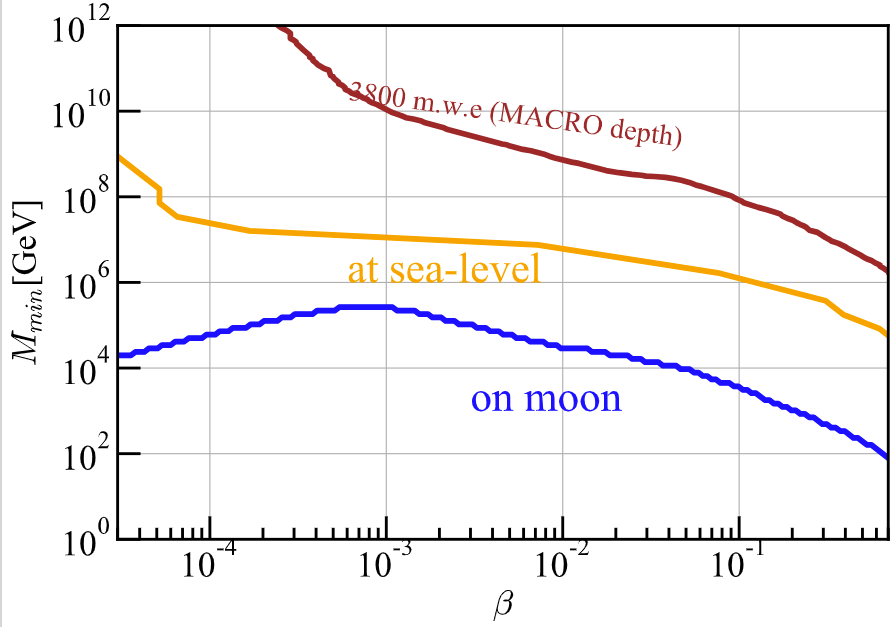 10^12
10^10
10^8
10^6
10^4
10^2
10^0
M_min [GeV]
3800 m.w.e (MACRO depth)
at sea-level
on moon
10^-4
10^-3
10^-2
10^-1
β